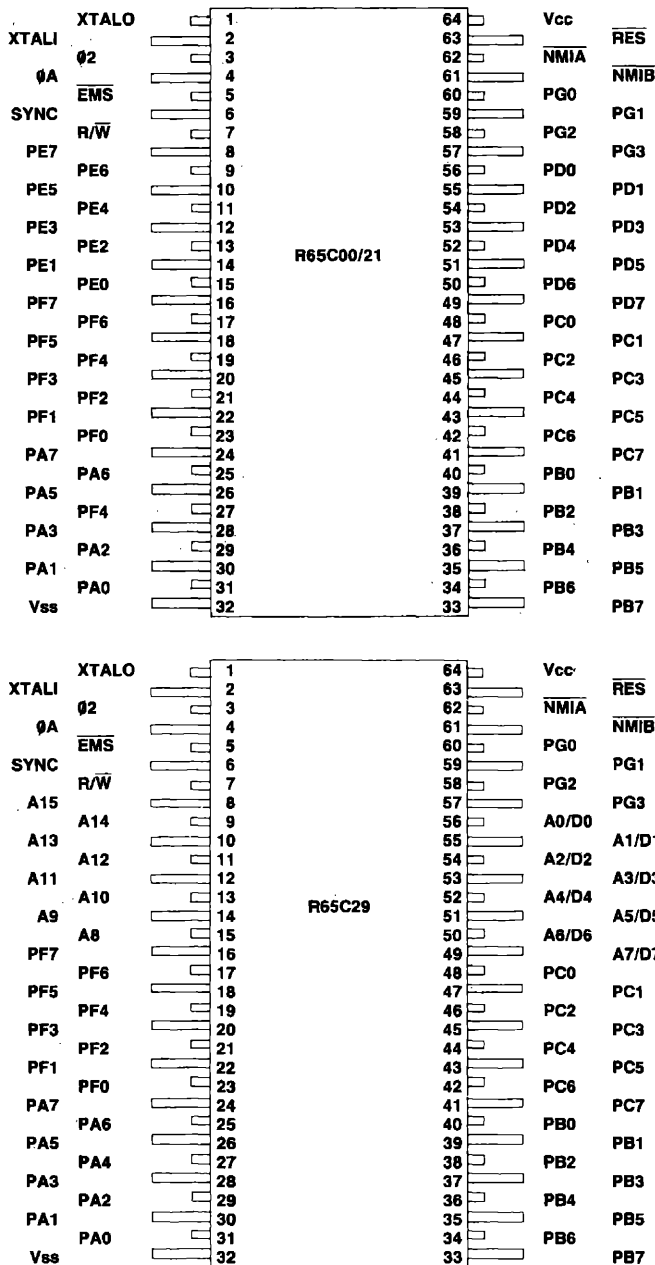 XTALO 1 64 Vcc
XTALI 2 63 RES
Ø2 3 62 NMIA
ØA 4 61 NMIB
EMS 5 60 PG0
SYNC 6 59 PG1
R/W 7 58 PG2
PE7 8 57 PG3
PE6 9 56 PD0
PE5 10 55 PD1
PE4 11 54 PD2
PE3 12 53 PD3
PE2 13 52 PD4
R65C00/21
PE1 14 51 PD5
PE0 15 50 PD6
PF7 16 49 PD7
PF6 17 48 PC0
PF5 18 47 PC1
PF4 19 46 PC2
PF3 20 45 PC3
PF2 21 44 PC4
PF1 22 43 PC5
PF0 23 42 PC6
PA7 24 41 PC7
PA6 25 40 PB0
PA5 26 39 PB1
PF4 27 38 PB2
PA3 28 37 PB3
PA2 29 36 PB4
PA1 30 35 PB5
PA0 31 34 PB6
Vss 32 33 PB7
XTALO 1 64 Vcc
XTALI 2 63 RES
Ø2 3 62 NMIA
ØA 4 61 NMIB
EMS 5 60 PG0
SYNC 6 59 PG1
R/W 7 58 PG2
A15 8 57 PG3
A14 9 56 A0/D0
A13 10 55 A1/D1
A12 11 54 A2/D2
A11 12 53 A3/D3
A10 13 52 A4/D4
R65C29
A9 14 51 A5/D5
A8 15 50 A6/D6
PF7 16 49 A7/D7
PF6 17 48 PC0
PF5 18 47 PC1
PF4 19 46 PC2
PF3 20 45 PC3
PF2 21 44 PC4
PF1 22 43 PC5
PF0 23 42 PC6
PA7 24 41 PC7
PA6 25 40 PB0
PA5 26 39 PB1
PA4 27 38 PB2
PA3 28 37 PB3
PA2 29 36 PB4
PA1 30 35 PB5
PA0 31 34 PB6
Vss 32 33 PB7